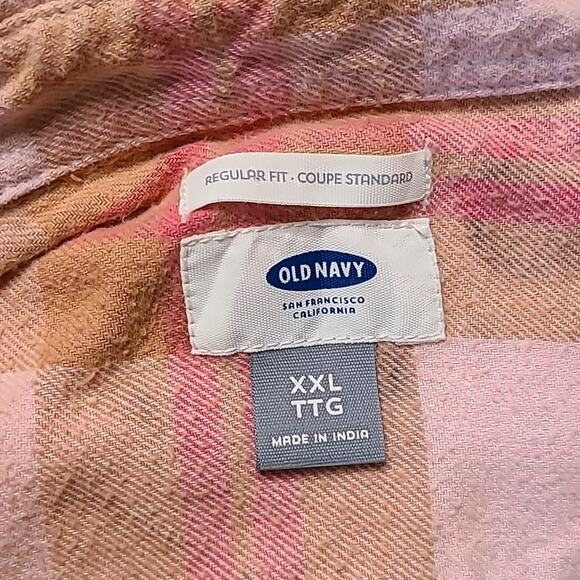 REGULAR FIT · COUPE STANDARD
OLD NAVY
SAN FRANCISCO
CALIFORNIA
XXL
TTG
MADE IN INDIA